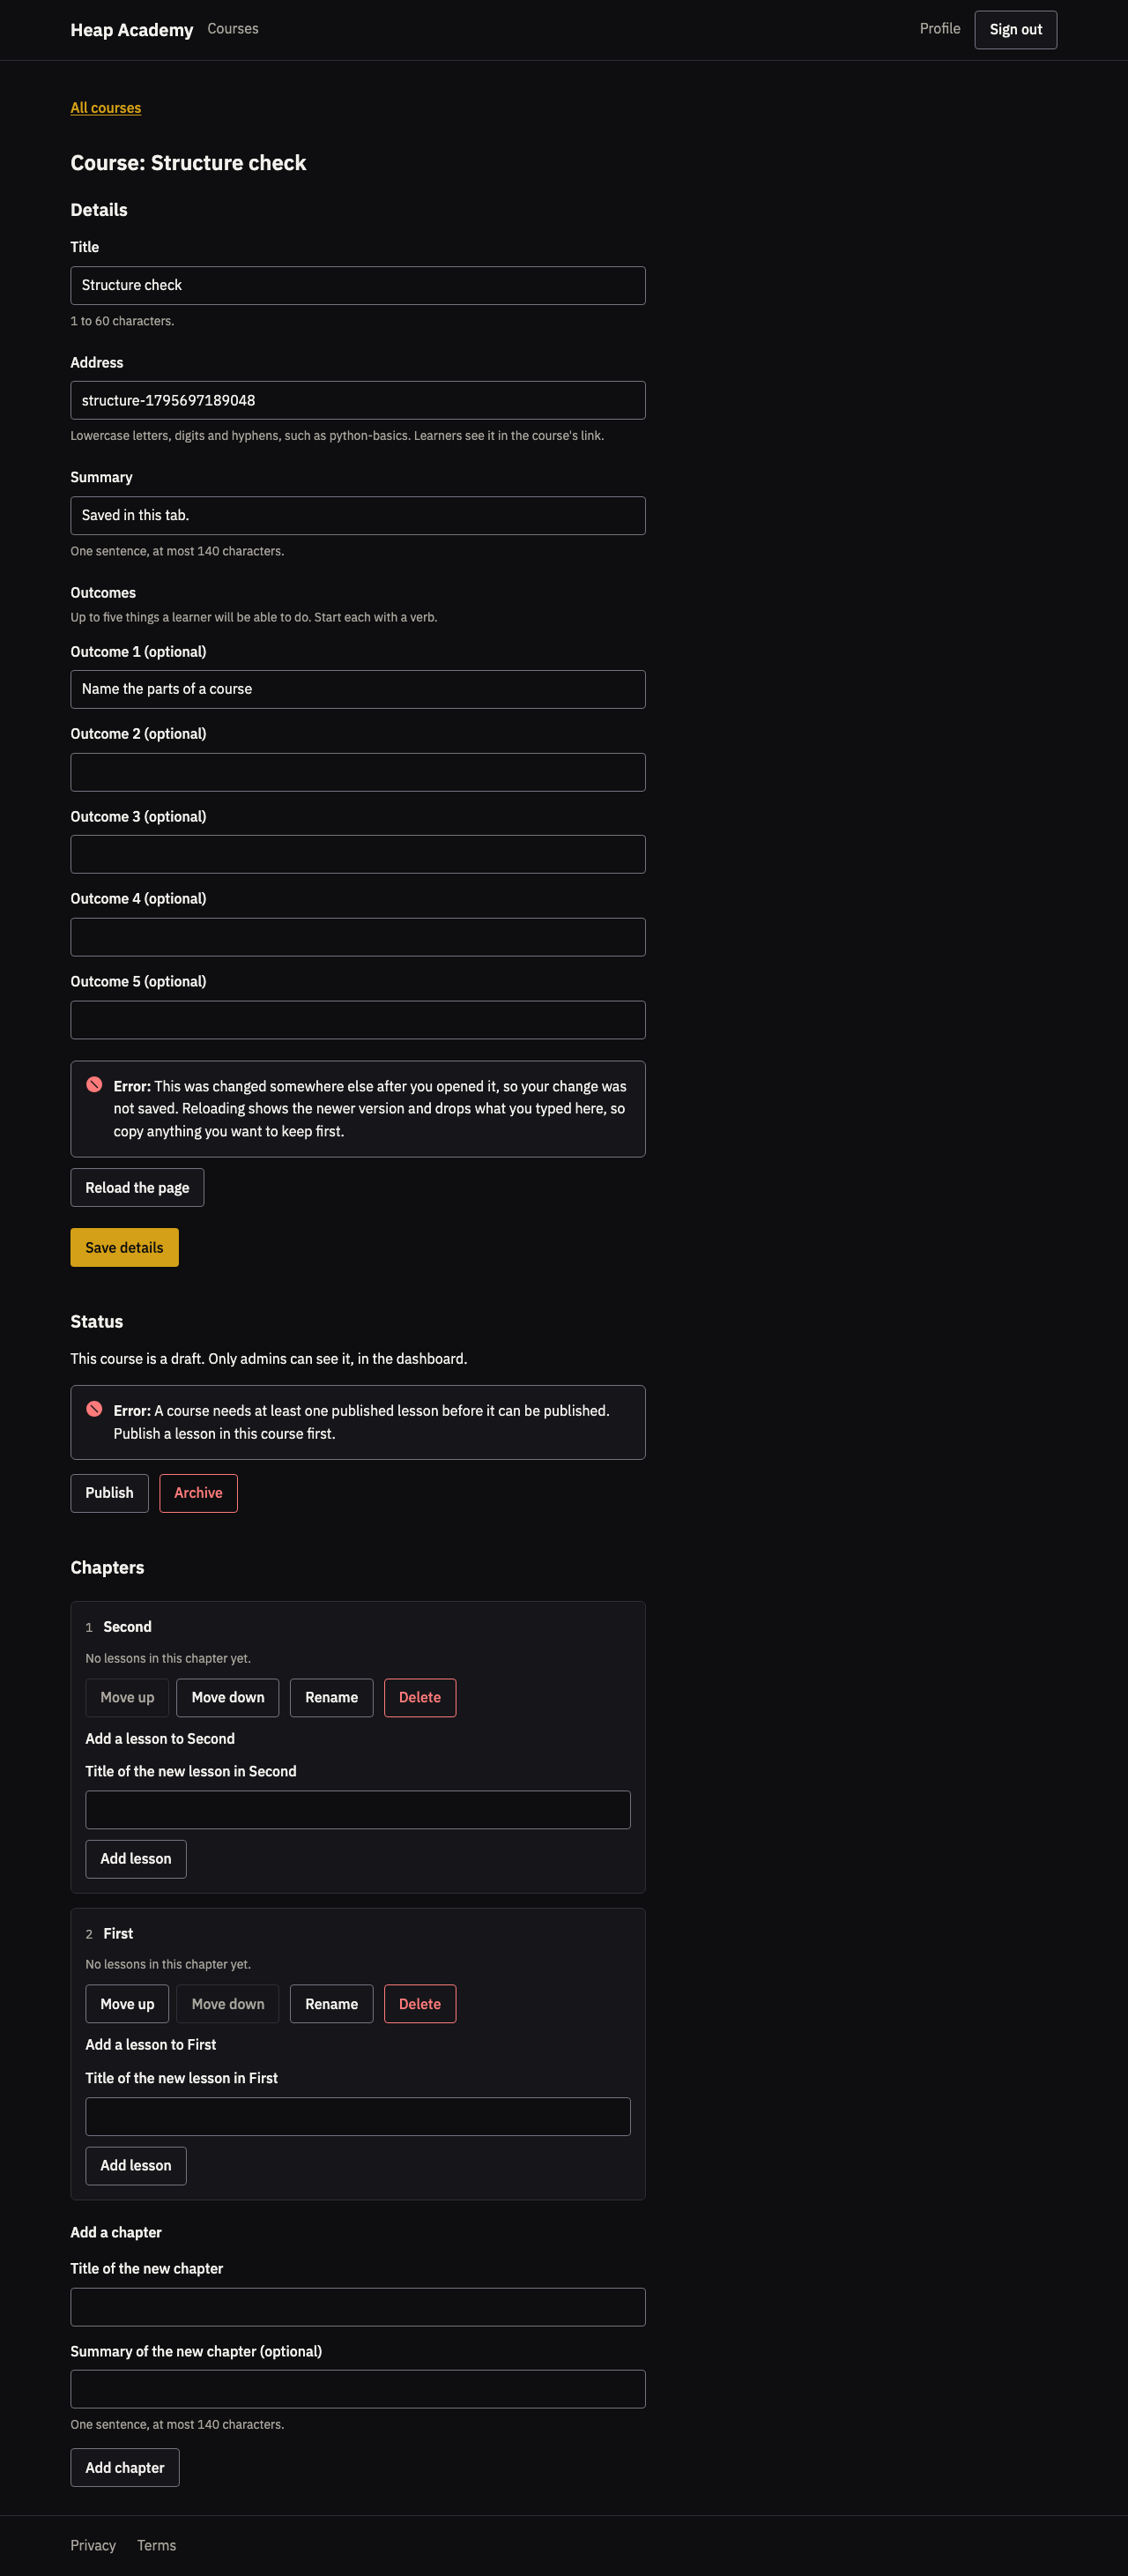 Heap Academy Courses Profile Sign out
All courses
Course: Structure check
Details
Title
Structure check
1 to 60 characters.
Address
structure-1795697189048
Lowercase letters, digits and hyphens, such as python-basics. Learners see it in the course's link.
Summary
Saved in this tab.
One sentence, at most 140 characters.
Outcomes
Up to five things a learner will be able to do. Start each with a verb.
Outcome 1 (optional)
Name the parts of a course
Outcome 2 (optional)
Outcome 3 (optional)
Outcome 4 (optional)
Outcome 5 (optional)
Error: This was changed somewhere else after you opened it, so your change was
not saved. Reloading shows the newer version and drops what you typed here, so
copy anything you want to keep first.
Reload the page
Save details
Status
This course is a draft. Only admins can see it, in the dashboard.
Error: A course needs at least one published lesson before it can be published.
Publish a lesson in this course first.
Publish Archive
Chapters
1 Second
No lessons in this chapter yet.
Move up Move down Rename Delete
Add a lesson to Second
Title of the new lesson in Second
Add lesson
2 First
No lessons in this chapter yet.
Move up Move down Rename Delete
Add a lesson to First
Title of the new lesson in First
Add lesson
Add a chapter
Title of the new chapter
Summary of the new chapter (optional)
One sentence, at most 140 characters.
Add chapter
Privacy Terms